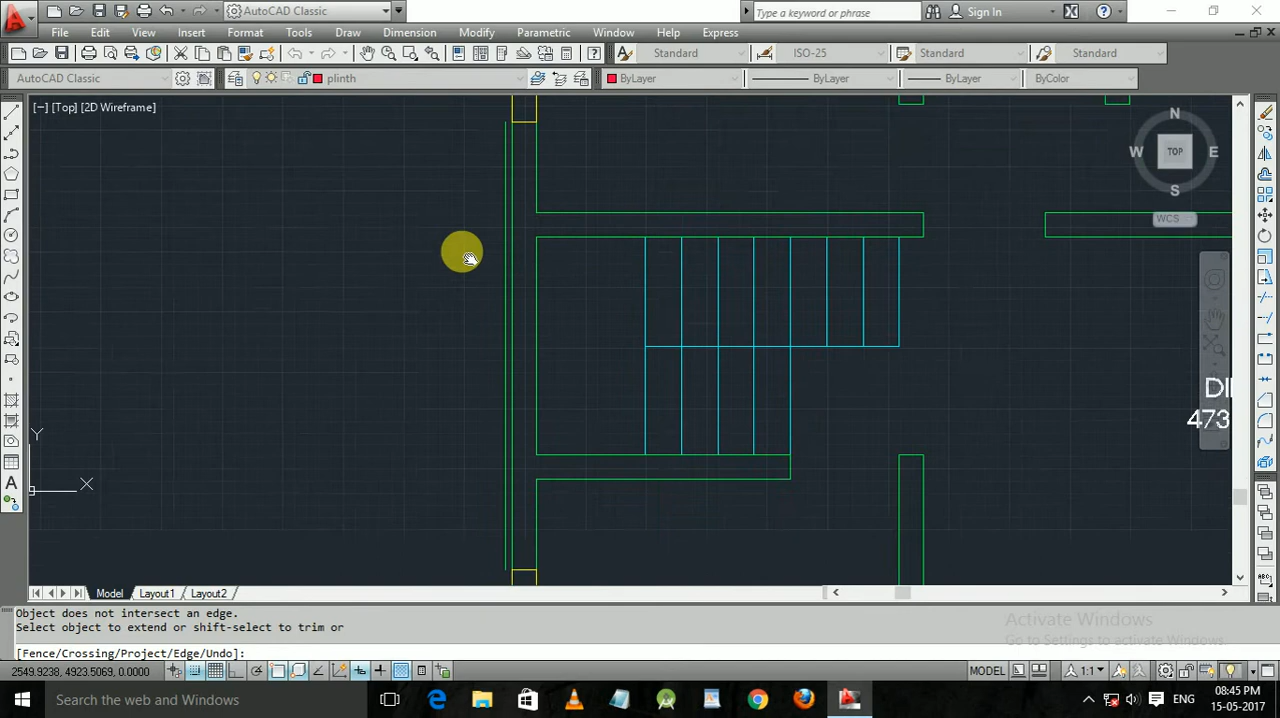 AutoCAD Classic
Type a keyword or phrase
Sign In
File Edit View Insert Format Tools Draw Dimension Modify Parametric Window Help Express
Standard ISO-25 Standard Standard
AutoCAD Classic plinth ByLayer ByLayer ByLayer ByColor
[−] [Top] [2D Wireframe]
N
W TOP E
S
WCS
DI
473
Y
X
Model Layout1 Layout2
Object does not intersect an edge.
Select object to extend or shift-select to trim or
Activate Windows
Go to Settings to activate Windows.
[Fence/Crossing/Project/Edge/Undo]:
2549.9238, 4923.5069, 0.0000 MODEL 1:1
Search the web and Windows
ENG
08:45 PM
15-05-2017